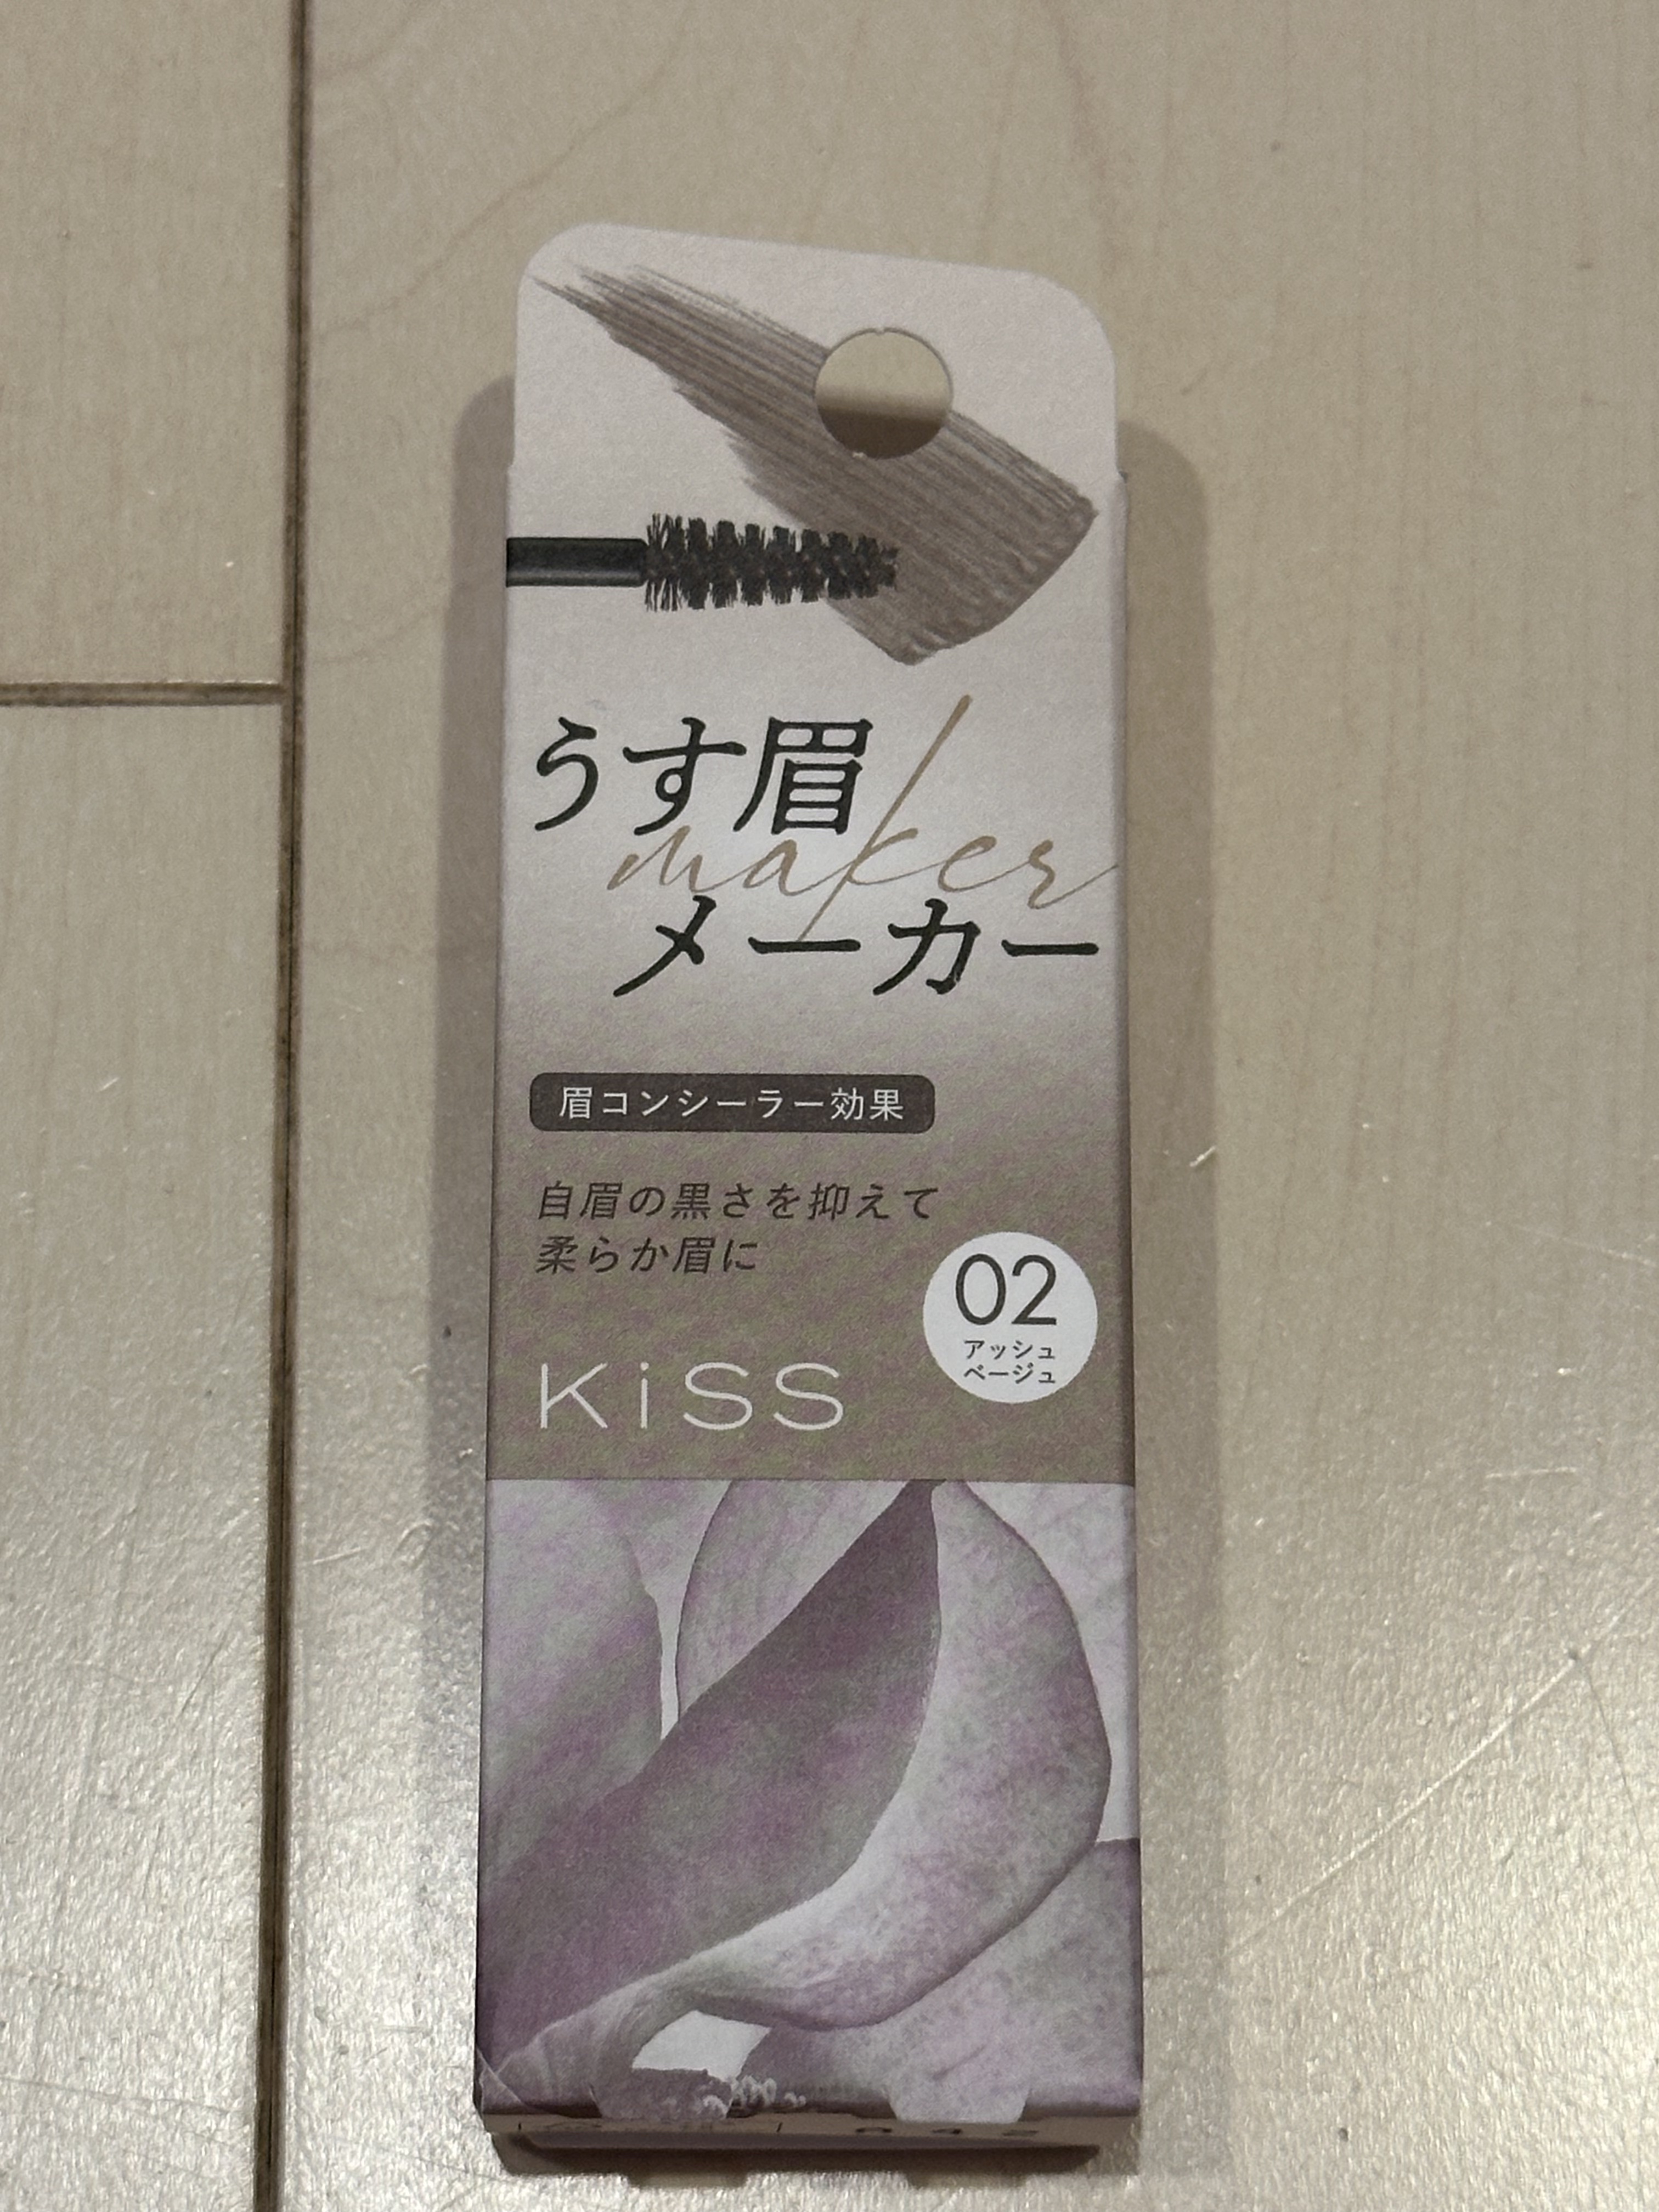 うす眉
maker
メーカー
眉コンシーラー効果
自眉の黒さを抑えて
柔らか眉に
02
アッシュ
ベージュ
KiSS